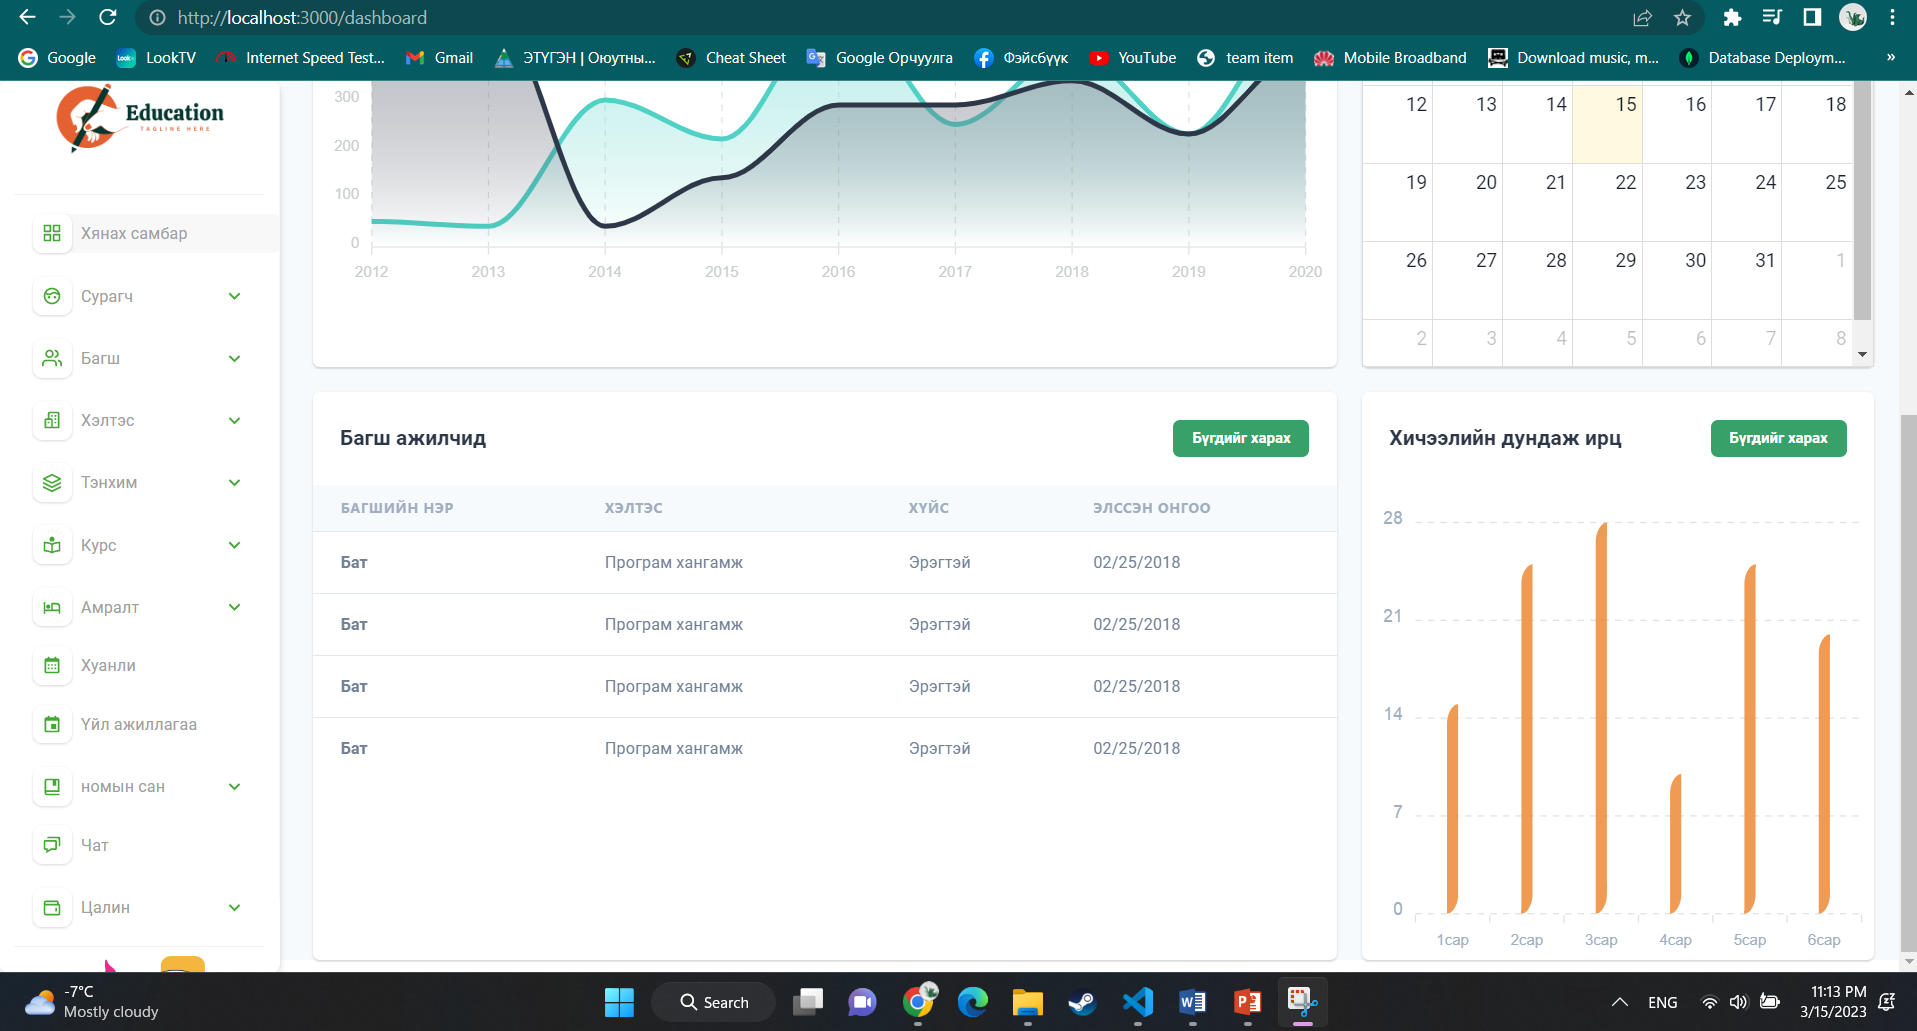 http://localhost:3000/dashboard
Google LookTV Internet Speed Test... Gmail ЭТҮГЭН | Оюутны... Cheat Sheet Google Орчуулга Фэйсбүүк YouTube team item Mobile Broadband Download music, m... Database Deploym... »
Education
TAGLINE HERE
Хянах самбар
Сурагч
Багш
Хэлтэс
Тэнхим
Курс
Амралт
Хуанли
Үйл ажиллагаа
номын сан
Чат
Цалин
300
200
100
0
2012 2013 2014 2015 2016 2017 2018 2019 2020
12 13 14 15 16 17 18
19 20 21 22 23 24 25
26 27 28 29 30 31 1
2 3 4 5 6 7 8
Багш ажилчид Бүгдийг харах
БАГШИЙН НЭР ХЭЛТЭС ХҮЙС ЭЛССЭН ОНГОО
Бат Програм хангамж Эрэгтэй 02/25/2018
Бат Програм хангамж Эрэгтэй 02/25/2018
Бат Програм хангамж Эрэгтэй 02/25/2018
Бат Програм хангамж Эрэгтэй 02/25/2018
Хичээлийн дундаж ирц Бүгдийг харах
28
21
14
7
0
1сар 2сар 3сар 4сар 5сар 6сар
-7°C
Mostly cloudy
Search
ENG
11:13 PM
3/15/2023